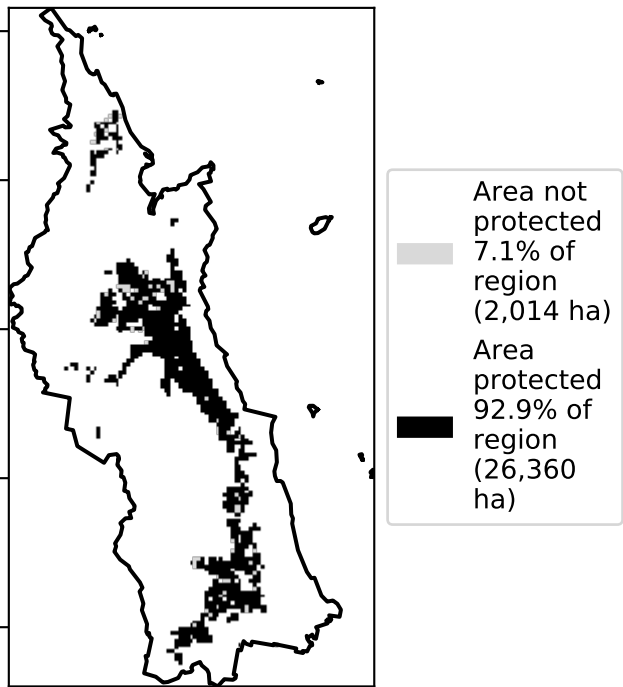 Area not
protected
7.1% of
region
(2,014 ha)
Area
protected
92.9% of
region
(26,360
ha)